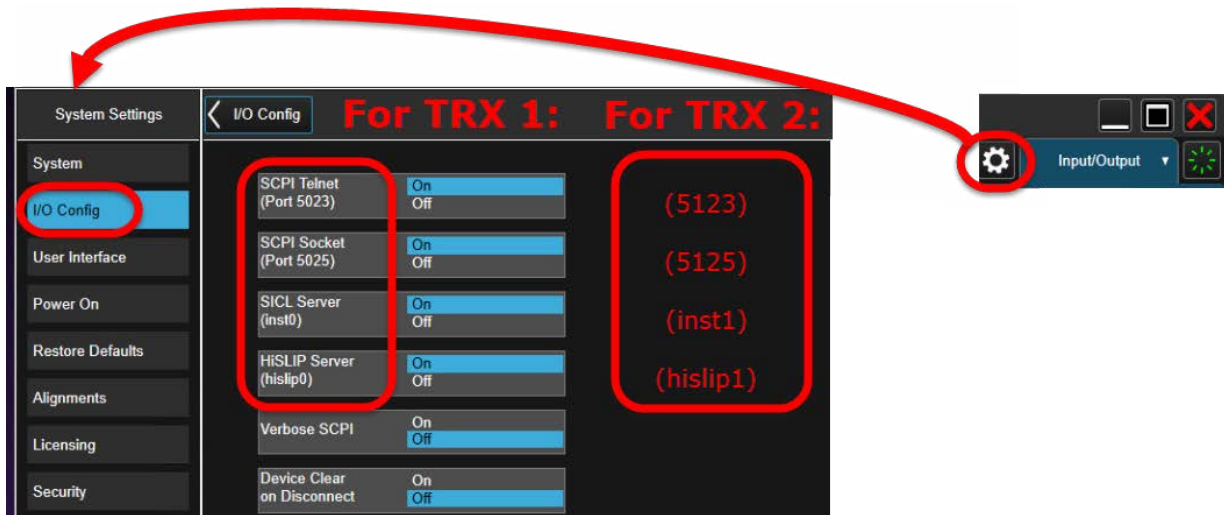 System Settings
I/O Config
For TRX 1:
For TRX 2:
Input/Output
System
I/O Config
User Interface
Power On
Restore Defaults
Alignments
Licensing
Security
SCPI Telnet
(Port 5023)
On
Off
(5123)
SCPI Socket
(Port 5025)
On
Off
(5125)
SICL Server
(inst0)
On
Off
(inst1)
HiSLIP Server
(hislip0)
On
Off
(hislip1)
Verbose SCPI
On
Off
Device Clear
on Disconnect
On
Off